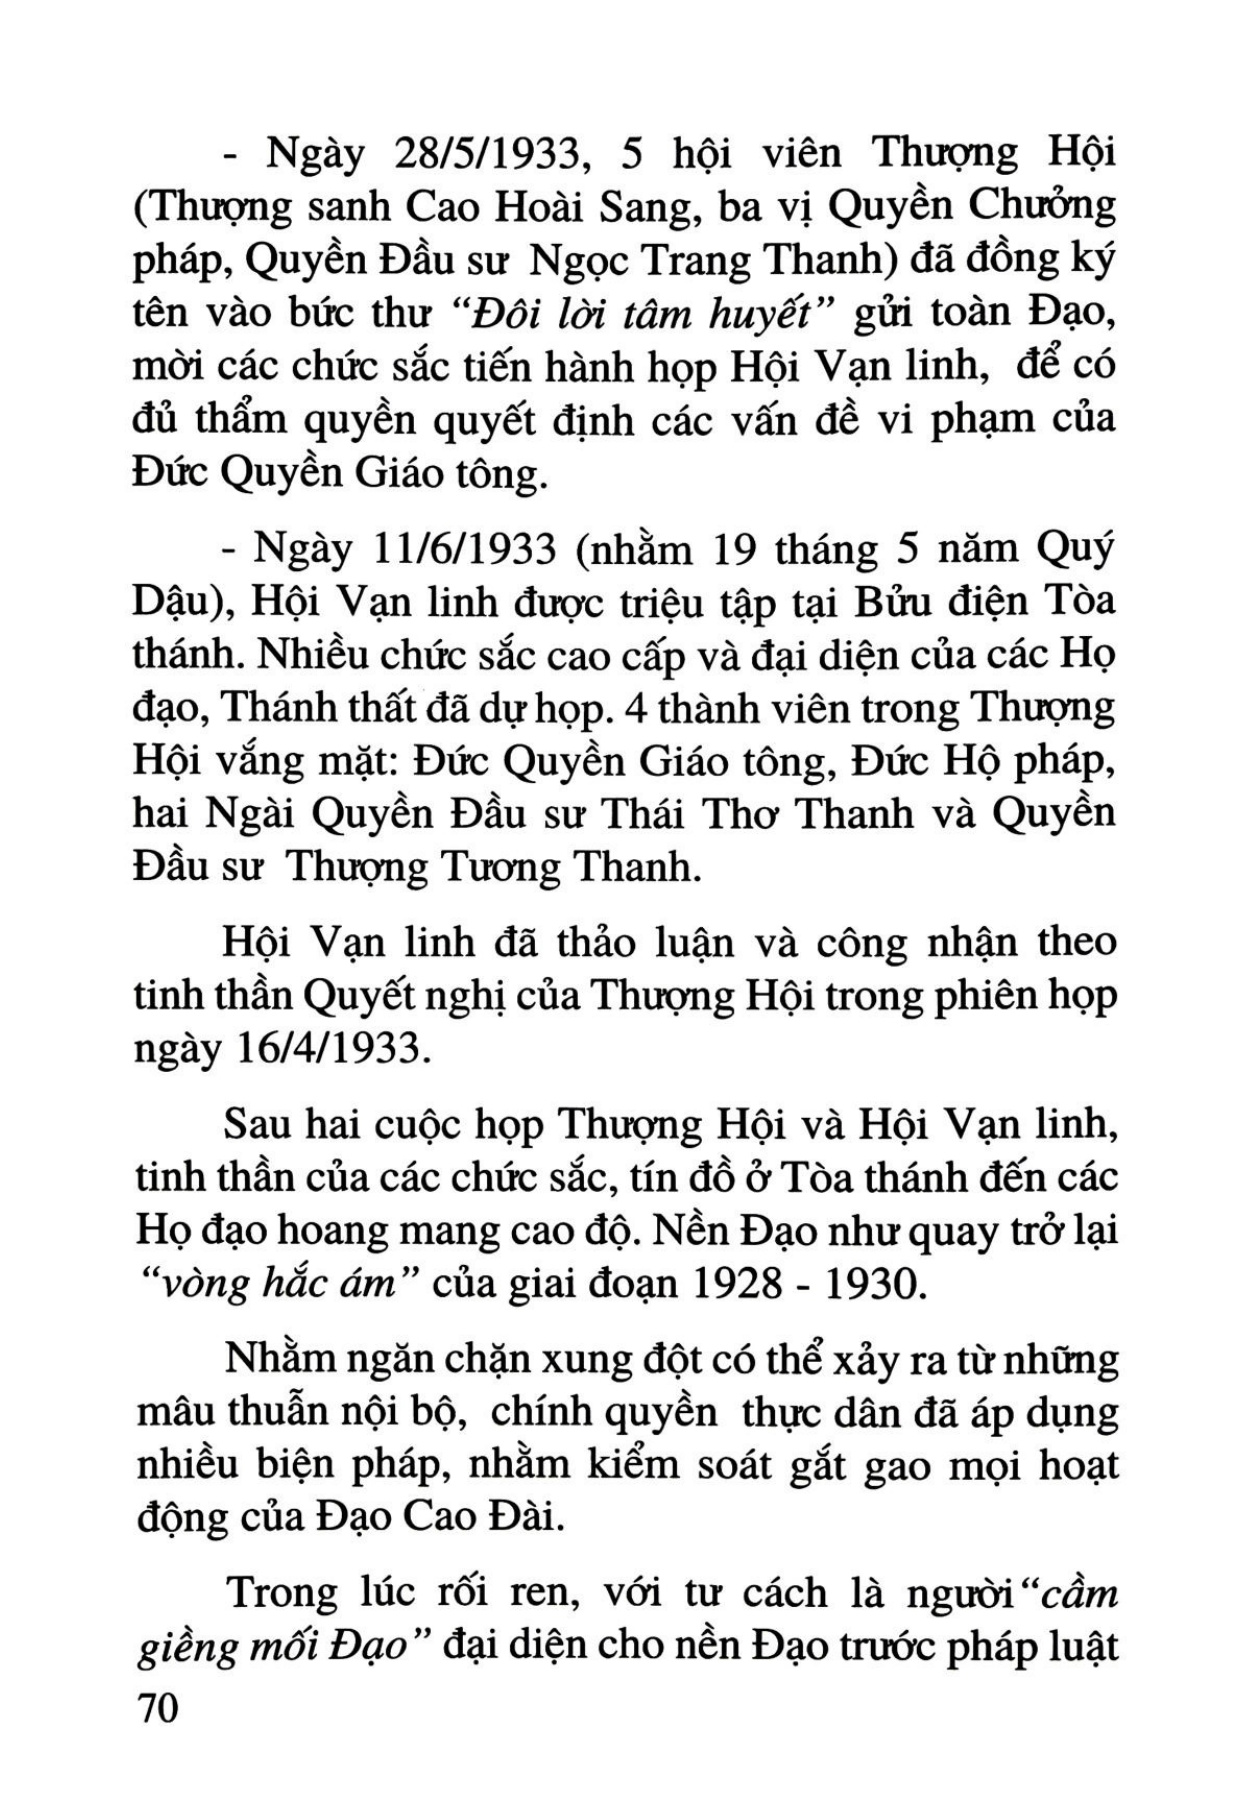 - Ngày 28/5/1933, 5 hội viên Thượng Hội
(Thượng sanh Cao Hoài Sang, ba vị Quyền Chưởng
pháp, Quyền Đầu sư Ngọc Trang Thanh) đã đồng ký
tên vào bức thư “Đôi lời tâm huyết” gửi toàn Đạo,
mời các chức sắc tiến hành họp Hội Vạn linh, để có
đủ thẩm quyền quyết định các vấn đề vi phạm của
Đức Quyền Giáo tông.
- Ngày 11/6/1933 (nhằm 19 tháng 5 năm Quý
Dậu), Hội Vạn linh được triệu tập tại Bửu điện Tòa
thánh. Nhiều chức sắc cao cấp và đại diện của các Họ
đạo, Thánh thất đã dự họp. 4 thành viên trong Thượng
Hội vắng mặt: Đức Quyền Giáo tông, Đức Hộ pháp,
hai Ngài Quyền Đầu sư Thái Thơ Thanh và Quyền
Đầu sư Thượng Tương Thanh.
Hội Vạn linh đã thảo luận và công nhận theo
tinh thần Quyết nghị của Thượng Hội trong phiên họp
ngày 16/4/1933.
Sau hai cuộc họp Thượng Hội và Hội Vạn linh,
tinh thần của các chức sắc, tín đồ ở Tòa thánh đến các
Họ đạo hoang mang cao độ. Nền Đạo như quay trở lại
“vòng hắc ám” của giai đoạn 1928 - 1930.
Nhằm ngăn chặn xung đột có thể xảy ra từ những
mâu thuẫn nội bộ, chính quyền thực dân đã áp dụng
nhiều biện pháp, nhằm kiểm soát gắt gao mọi hoạt
động của Đạo Cao Đài.
Trong lúc rối ren, với tư cách là người “cầm
giềng mối Đạo” đại diện cho nền Đạo trước pháp luật
70